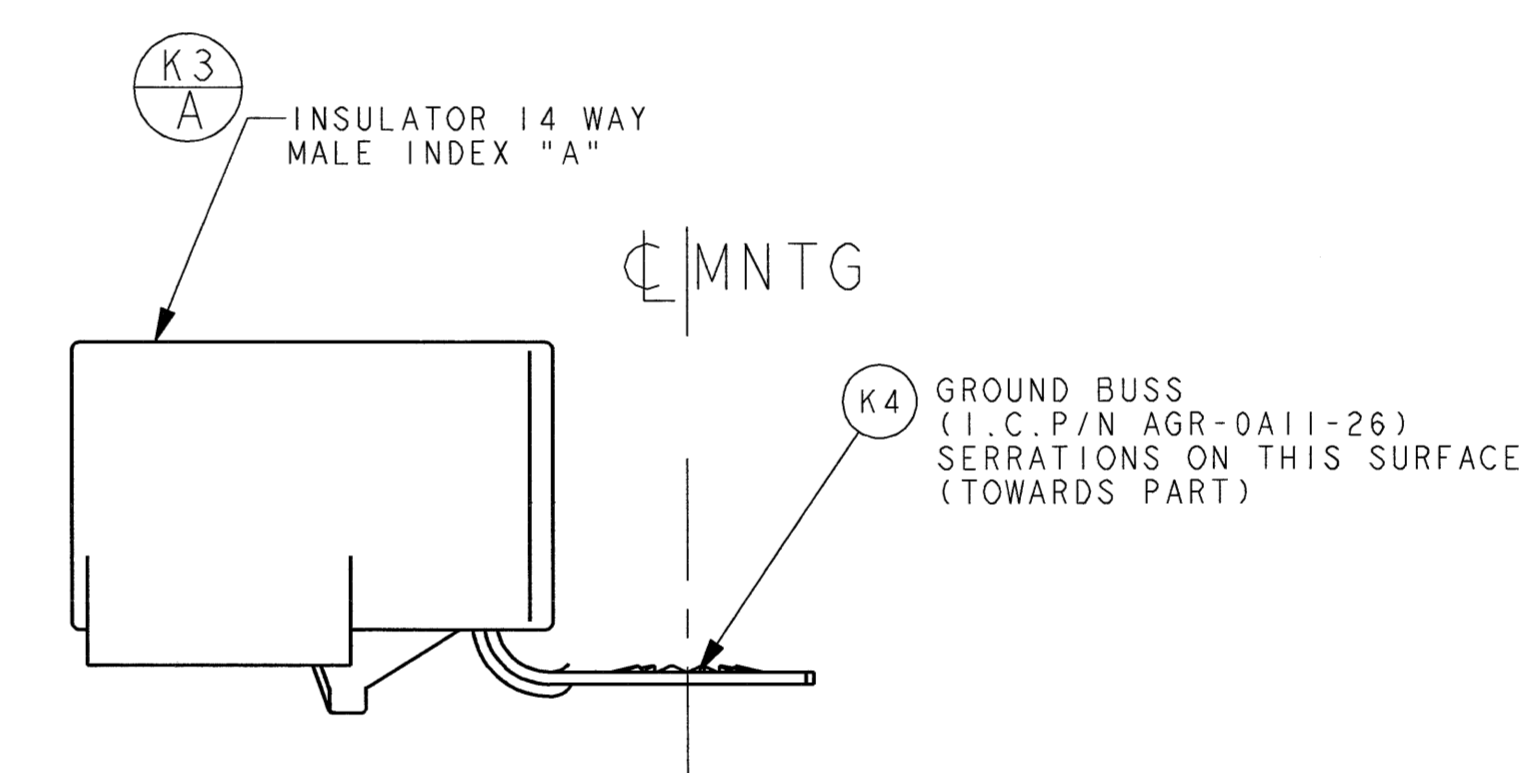 K3
A
INSULATOR 14 WAY
MALE INDEX "A"
℄ MNTG
K4
GROUND BUSS
(I.C.P/N AGR-0A11-26)
SERRATIONS ON THIS SURFACE
(TOWARDS PART)